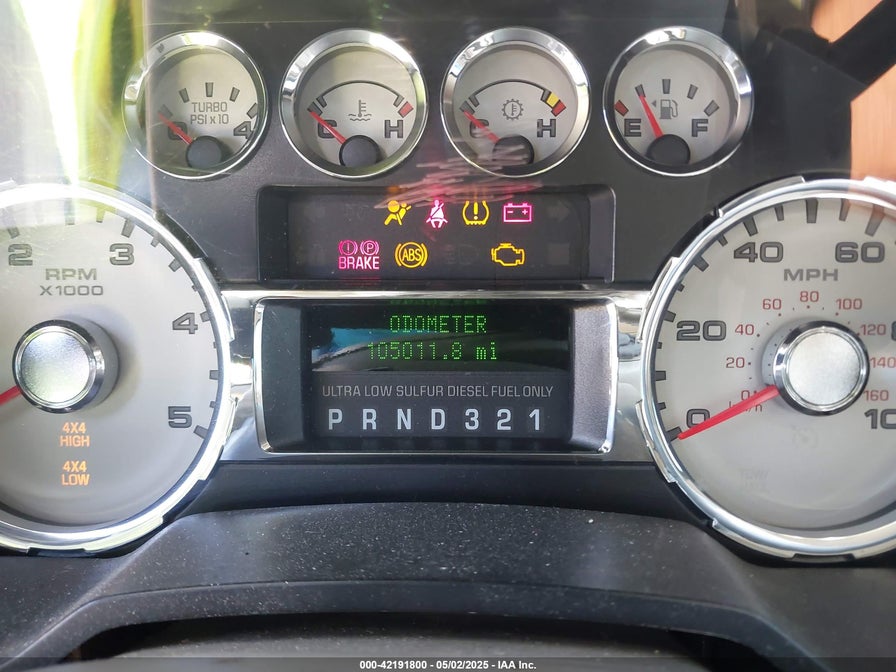 TURBO
PSI x 10
0 4
C H
C H
E F
BRAKE
ABS
2 3 4 5
RPM
X1000
4X4
HIGH
4X4
LOW
ODOMETER
105011.8 mi
ULTRA LOW SULFUR DIESEL FUEL ONLY
P R N D 3 2 1
0 20 40 60
MPH
20 40 60 80 100 120 140 160
000-42191800 - 05/02/2025 - IAA Inc.